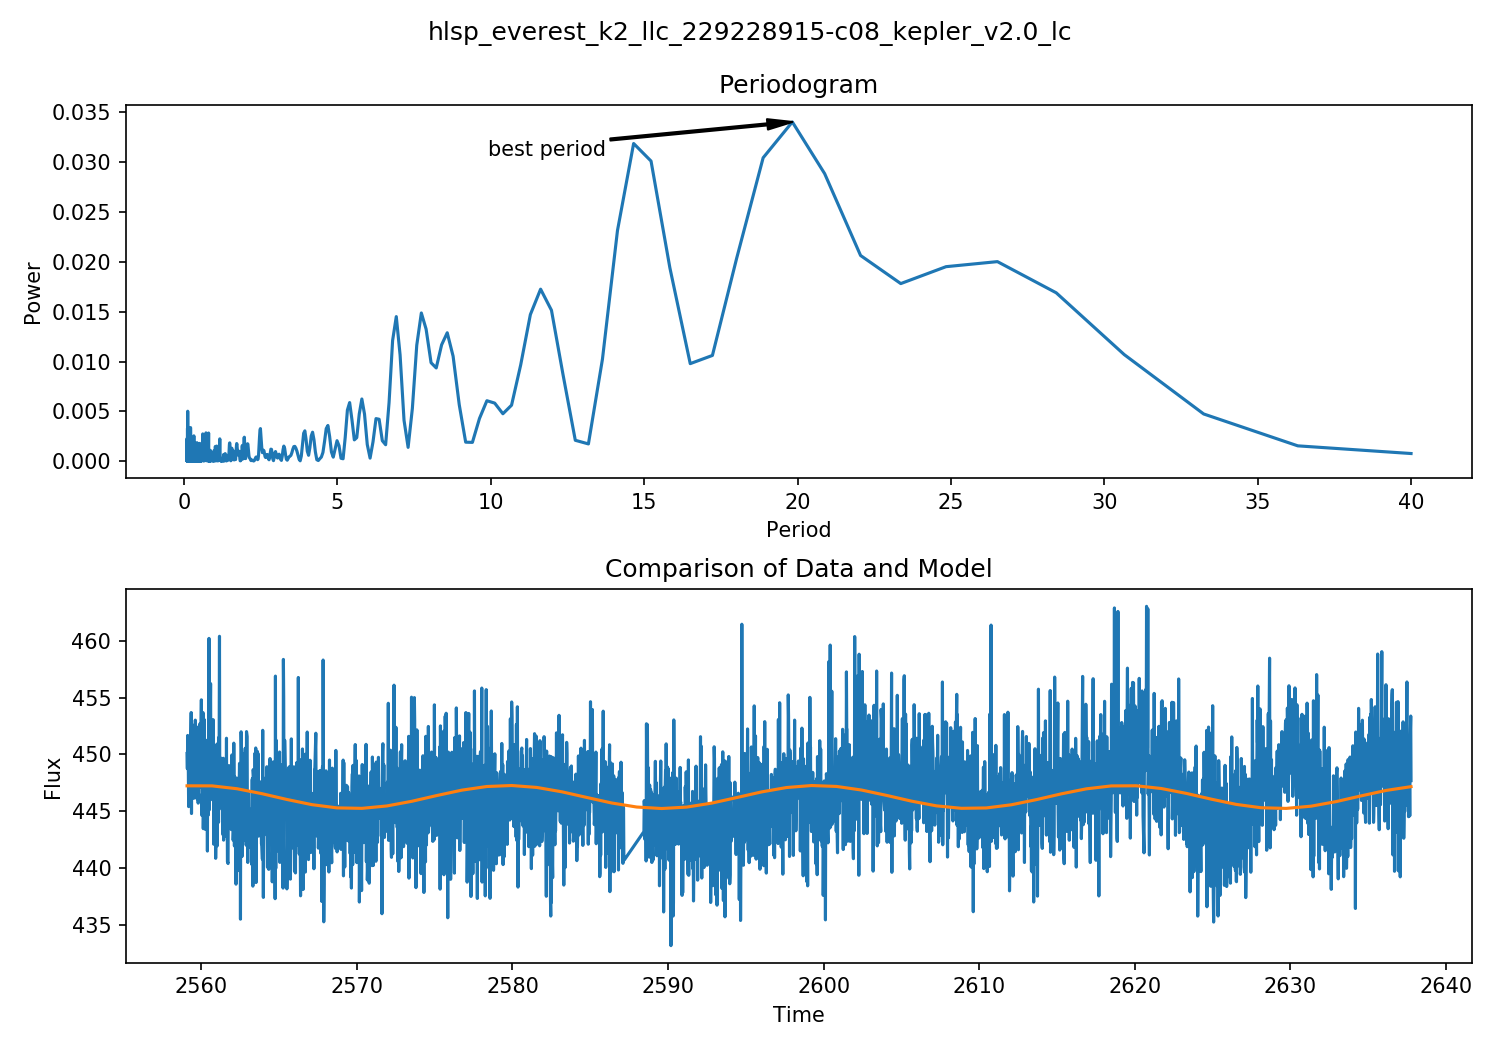 hlsp_everest_k2_llc_229228915-c08_kepler_v2.0_lc
Periodogram
0.035
0.030
0.025
0.020
0.015
0.010
0.005
0.000
Power
best period
0 5 10 15 20 25 30 35 40
Period
Comparison of Data and Model
460
455
450
445
440
435
Flux
2560 2570 2580 2590 2600 2610 2620 2630 2640
Time